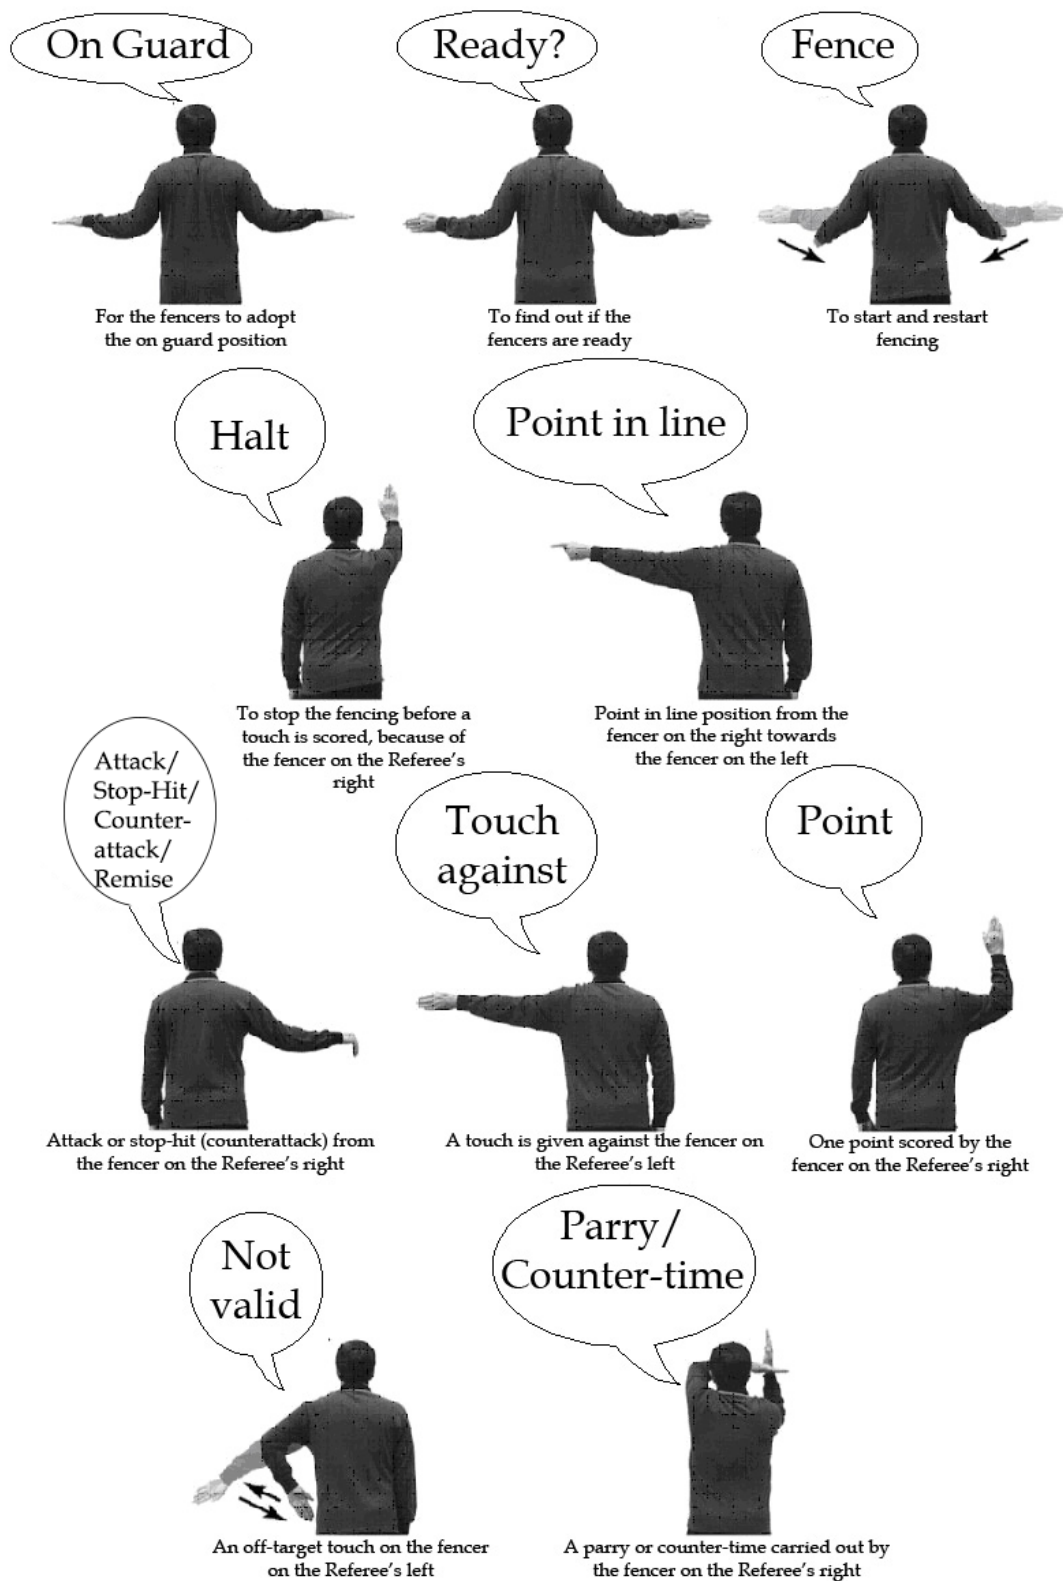 On Guard
Ready?
Fence
For the fencers to adopt
the on guard position
To find out if the
fencers are ready
To start and restart
fencing
Halt
Point in line
To stop the fencing before a
touch is scored, because of
the fencer on the Referee's
right
Point in line position from the
fencer on the right towards
the fencer on the left
Attack/
Stop-Hit/
Counter-
attack/
Remise
Touch
against
Point
Attack or stop-hit (counterattack) from
the fencer on the Referee's right
A touch is given against the fencer on
the Referee's left
One point scored by the
fencer on the Referee's right
Not
valid
Parry/
Counter-time
An off-target touch on the fencer
on the Referee's left
A parry or counter-time carried out by
the fencer on the Referee's right